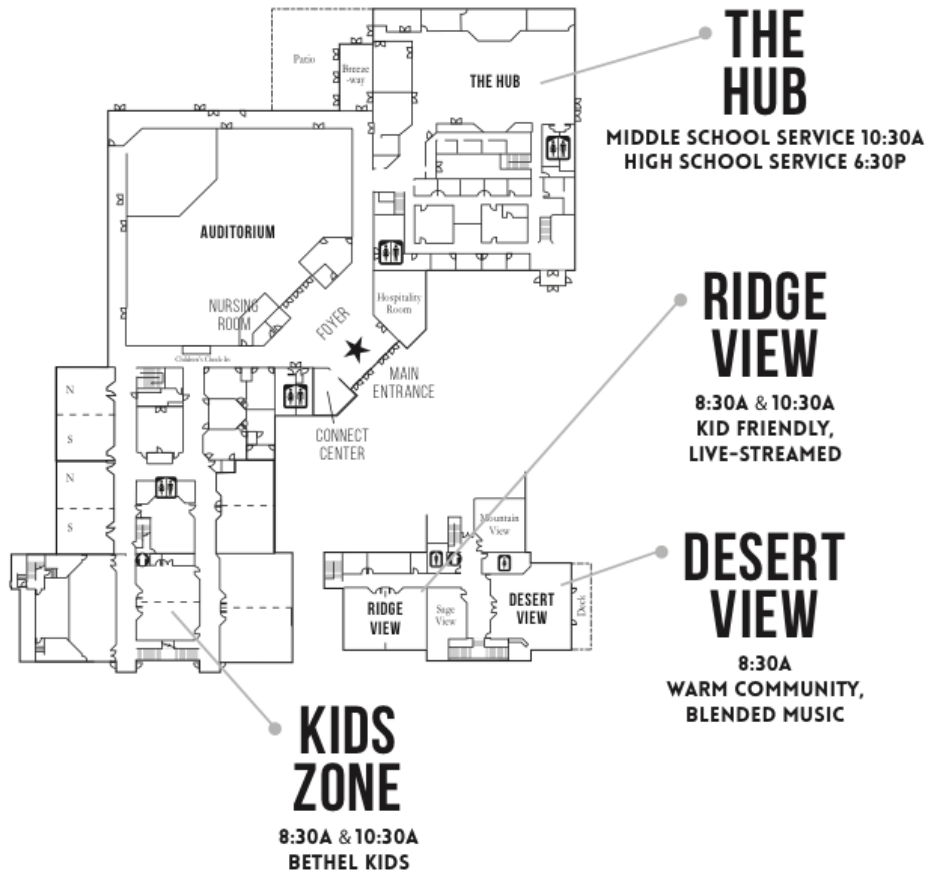 THE
HUB
MIDDLE SCHOOL SERVICE 10:30A
HIGH SCHOOL SERVICE 6:30P
Patio
Breeze
-way
THE HUB
AUDITORIUM
NURSING
ROOM
FOYER
Hospitality
Room
Children's Check-In
MAIN
ENTRANCE
CONNECT
CENTER
N
S
N
S
RIDGE
VIEW
8:30A & 10:30A
KID FRIENDLY,
LIVE-STREAMED
Mountain
View
RIDGE
VIEW
Sage
View
DESERT
VIEW
Deck
DESERT
VIEW
8:30A
WARM COMMUNITY,
BLENDED MUSIC
KIDS
ZONE
8:30A & 10:30A
BETHEL KIDS